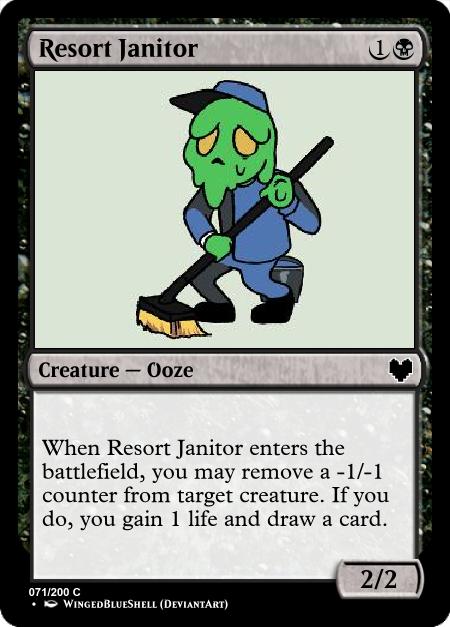 Resort Janitor 1
Creature — Ooze
When Resort Janitor enters the
battlefield, you may remove a -1/-1
counter from target creature. If you
do, you gain 1 life and draw a card.
2/2
071/200 C
• WingedBlueShell (DeviantArt)